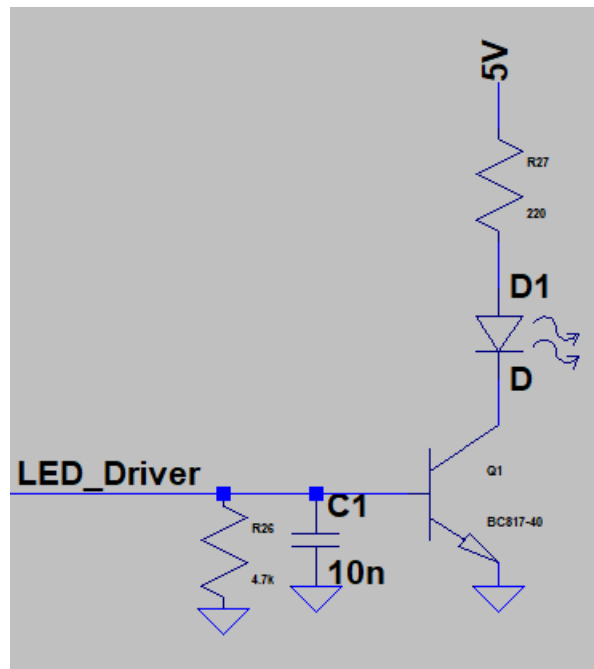 5V
R27
220
D1
D
LED_Driver
R26
4.7k
C1
10n
Q1
BC817-40